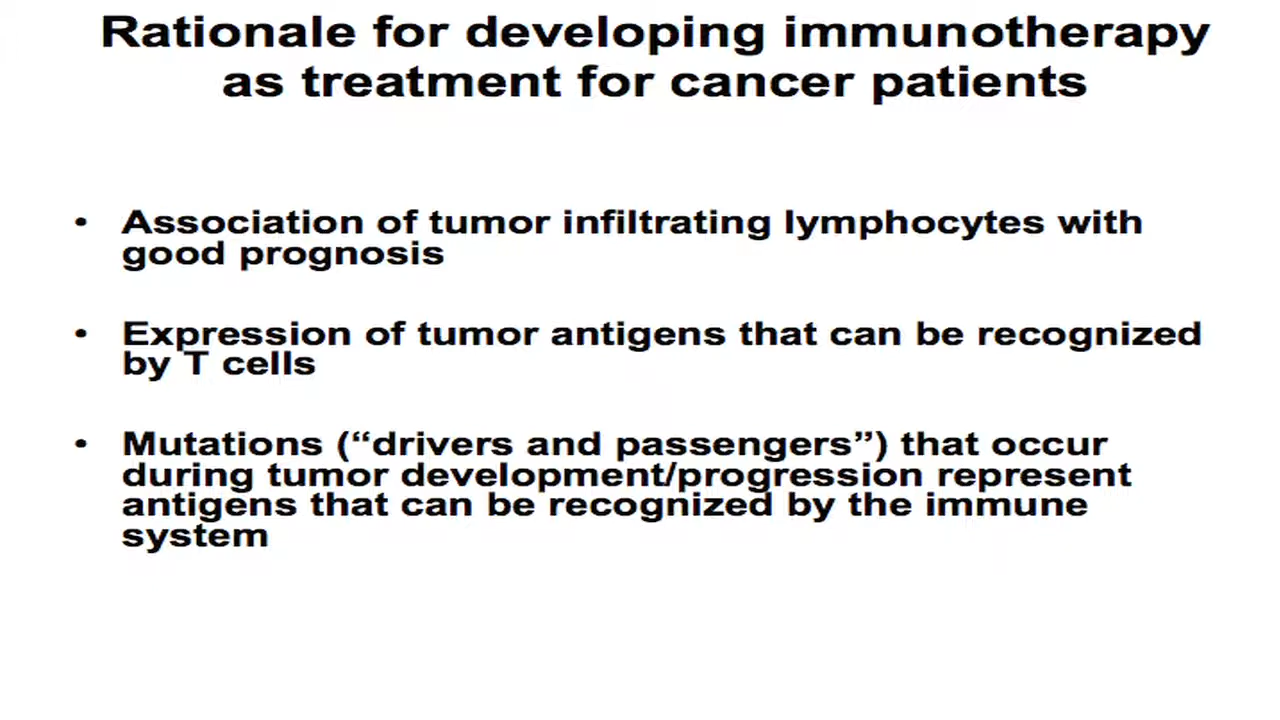 Rationale for developing immunotherapy
as treatment for cancer patients
• Association of tumor infiltrating lymphocytes with
good prognosis
• Expression of tumor antigens that can be recognized
by T cells
• Mutations (“drivers and passengers”) that occur
during tumor development/progression represent
antigens that can be recognized by the immune
system